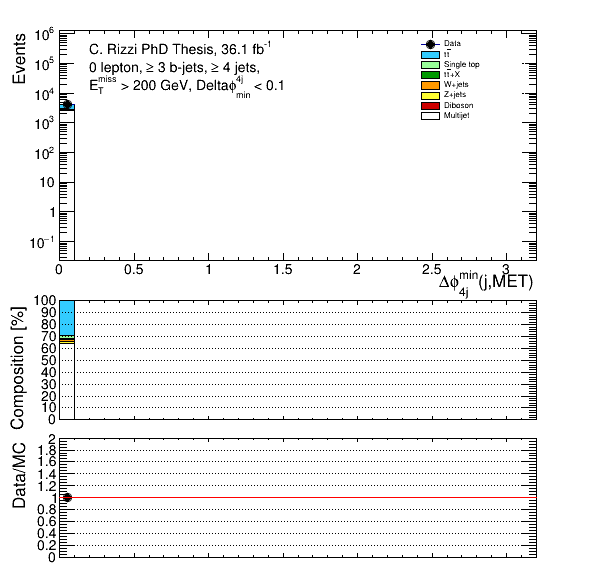 Events
10⁶
10⁵
10⁴
10³
10²
10
1
10⁻¹
C. Rizzi PhD Thesis, 36.1 fb⁻¹
0 lepton, ≥ 3 b-jets, ≥ 4 jets,
E_T^miss > 200 GeV, Deltaϕ_min^4j < 0.1
Data
tt̄
Single top
tt̄+X
W+jets
Z+jets
Diboson
Multijet
0 0.5 1 1.5 2 2.5 3
Δϕ_4j^min(j,MET)
Composition [%]
100
90
80
70
60
50
40
30
20
10
0
Data/MC
2
1.8
1.6
1.4
1.2
1
0.8
0.6
0.4
0.2
0